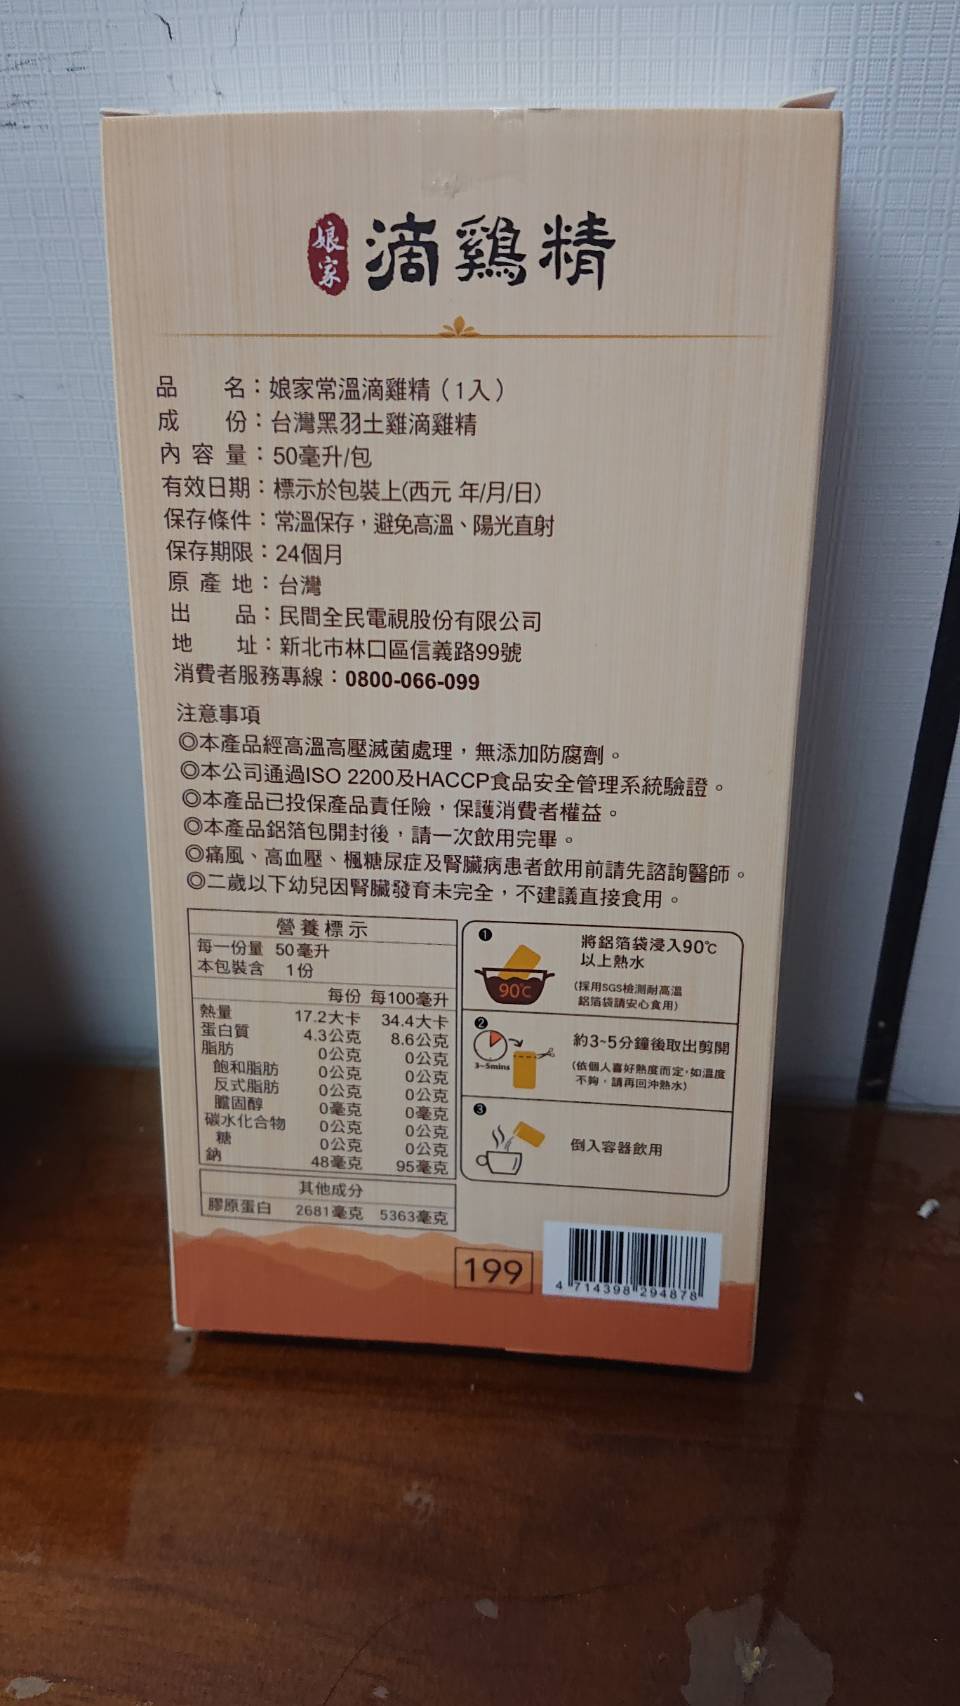 娘家
滴鷄精
品　名：娘家常溫滴雞精（1入）
成　份：台灣黑羽土雞滴雞精
內容量：50毫升/包
有效日期：標示於包裝上(西元 年/月/日)
保存條件：常溫保存，避免高溫、陽光直射
保存期限：24個月
原產地：台灣
出　品：民間全民電視股份有限公司
地　址：新北市林口區信義路99號
消費者服務專線：0800-066-099
注意事項
◎本產品經高溫高壓滅菌處理，無添加防腐劑。
◎本公司通過ISO 2200及HACCP食品安全管理系統驗證。
◎本產品已投保產品責任險，保護消費者權益。
◎本產品鋁箔包開封後，請一次飲用完畢。
◎痛風、高血壓、楓糖尿症及腎臟病患者飲用前請先諮詢醫師。
◎二歲以下幼兒因腎臟發育未完全，不建議直接食用。
營養標示
每一份量 50毫升
本包裝含 1份
每份 每100毫升
熱量 17.2大卡 34.4大卡
蛋白質 4.3公克 8.6公克
脂肪 0公克 0公克
飽和脂肪 0公克 0公克
反式脂肪 0公克 0公克
膽固醇 0毫克 0毫克
碳水化合物 0公克 0公克
糖 0公克 0公克
鈉 48毫克 95毫克
其他成分
膠原蛋白 2681毫克 5363毫克
1
90℃
將鋁箔袋浸入90℃
以上熱水
(採用SGS檢測耐高溫
鋁箔袋請安心食用)
2
3~5mins
約3~5分鐘後取出剪開
(依個人喜好熱度而定,如溫度
不夠，請再回沖熱水)
3
倒入容器飲用
199
4 714398 294878